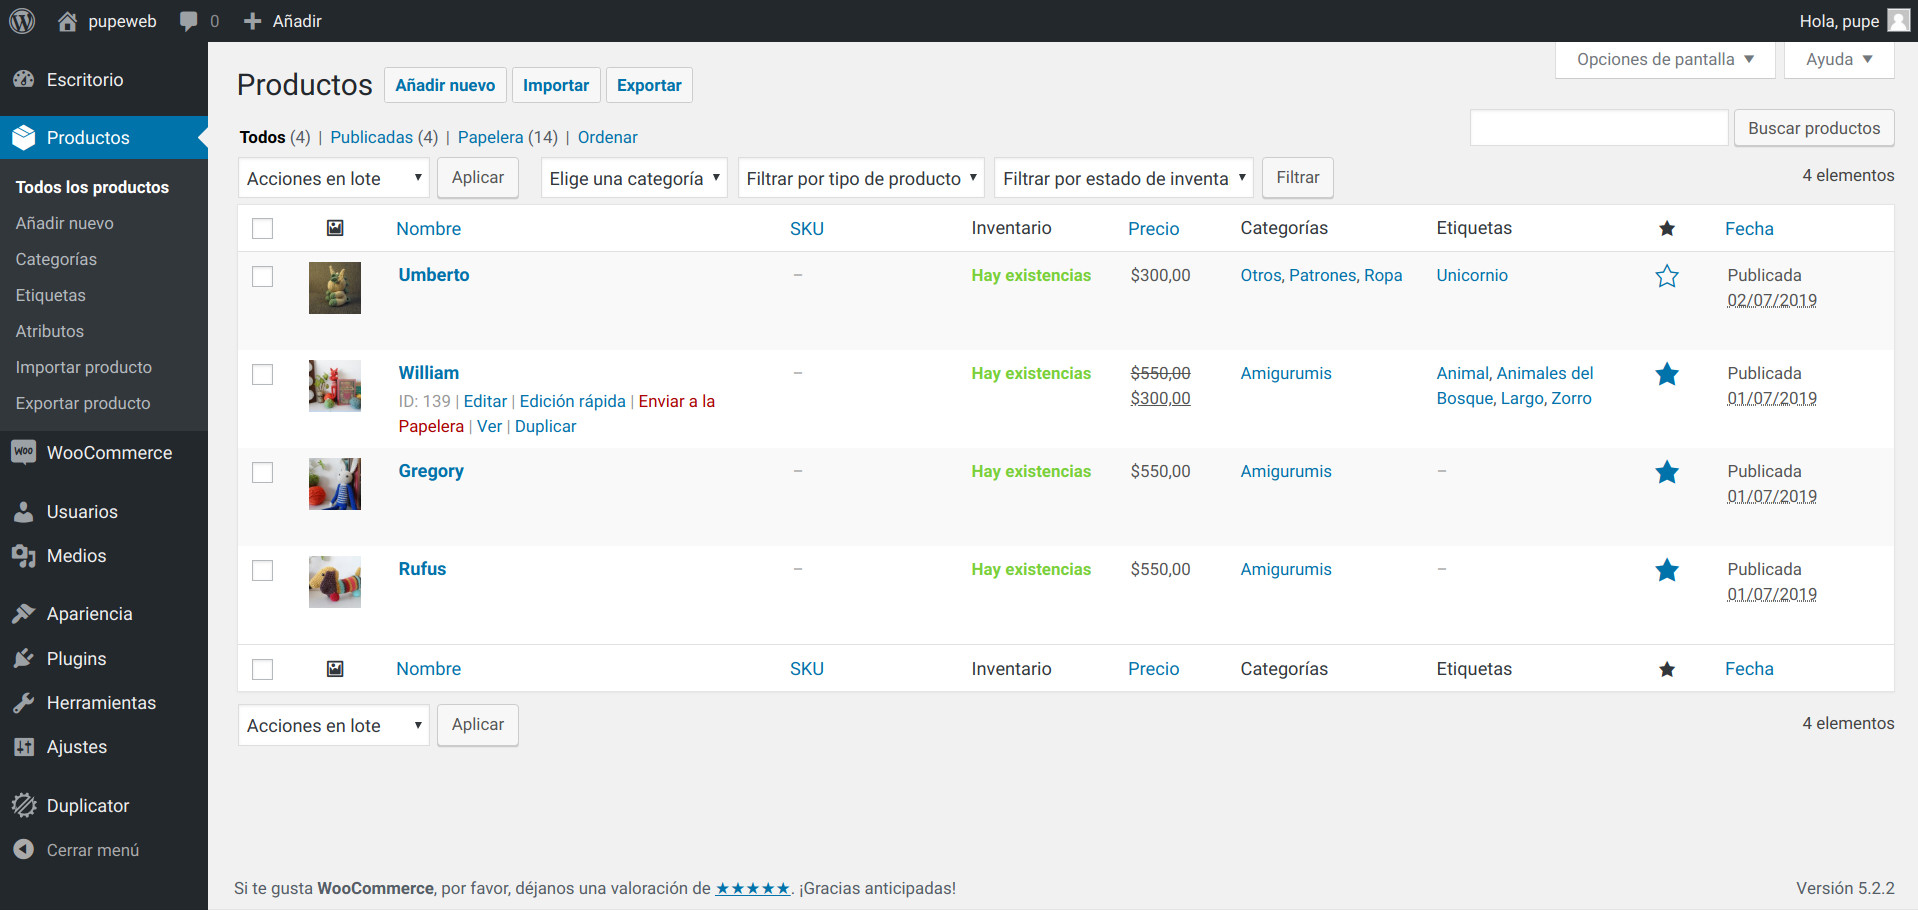 pupeweb 0 Añadir Hola, pupe
Escritorio
Productos
Todos los productos
Añadir nuevo
Categorías
Etiquetas
Atributos
Importar producto
Exportar producto
WooCommerce
Usuarios
Medios
Apariencia
Plugins
Herramientas
Ajustes
Duplicator
Cerrar menú
Opciones de pantalla ▼ Ayuda ▼
Productos Añadir nuevo Importar Exportar
Todos (4) | Publicadas (4) | Papelera (14) | Ordenar
Buscar productos
Acciones en lote Aplicar Elige una categoría Filtrar por tipo de producto Filtrar por estado de inventa Filtrar 4 elementos
Nombre SKU Inventario Precio Categorías Etiquetas ★ Fecha
Umberto – Hay existencias $300,00 Otros, Patrones, Ropa Unicornio Publicada
02/07/2019
William – Hay existencias $550,00 Amigurumis Animal, Animales del Publicada
ID: 139 | Editar | Edición rápida | Enviar a la $300,00 Bosque, Largo, Zorro 01/07/2019
Papelera | Ver | Duplicar
Gregory – Hay existencias $550,00 Amigurumis – Publicada
01/07/2019
Rufus – Hay existencias $550,00 Amigurumis – Publicada
01/07/2019
Nombre SKU Inventario Precio Categorías Etiquetas ★ Fecha
Acciones en lote Aplicar 4 elementos
Si te gusta WooCommerce, por favor, déjanos una valoración de ★★★★★. ¡Gracias anticipadas! Versión 5.2.2